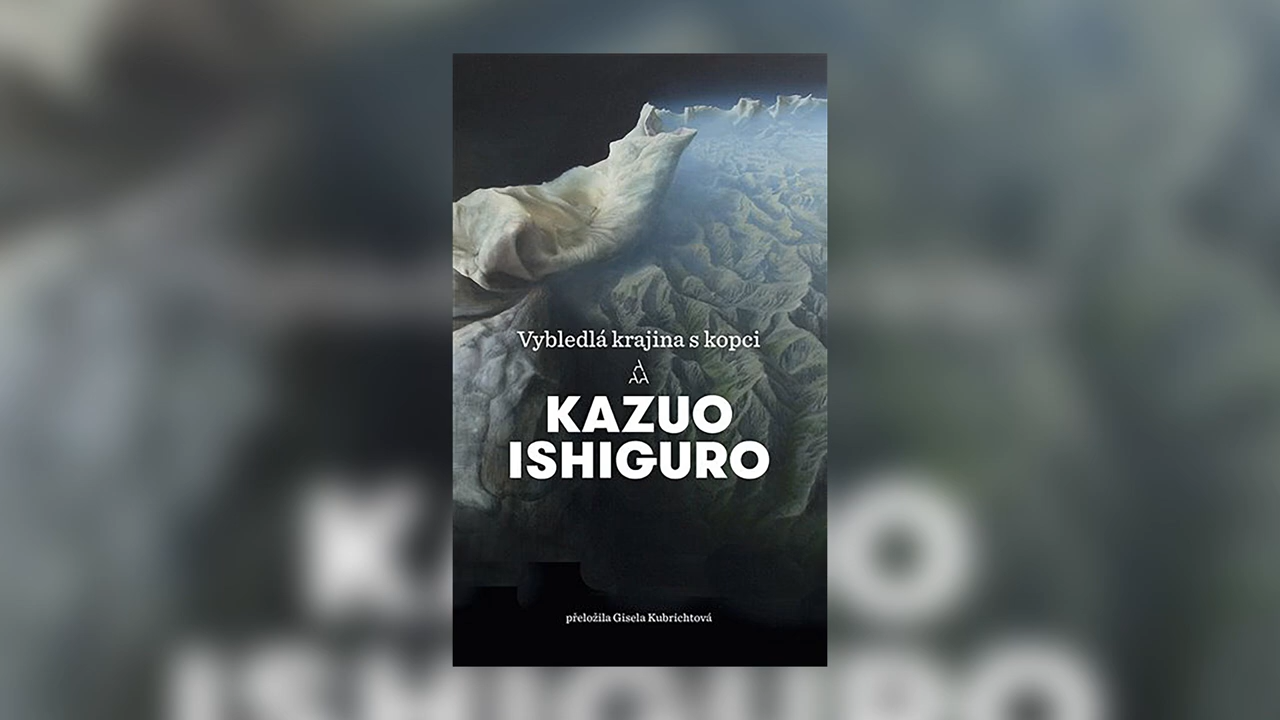 Vybledlá krajina s kopci
KAZUO
ISHIGURO
přeložila Gisela Kubrichtová